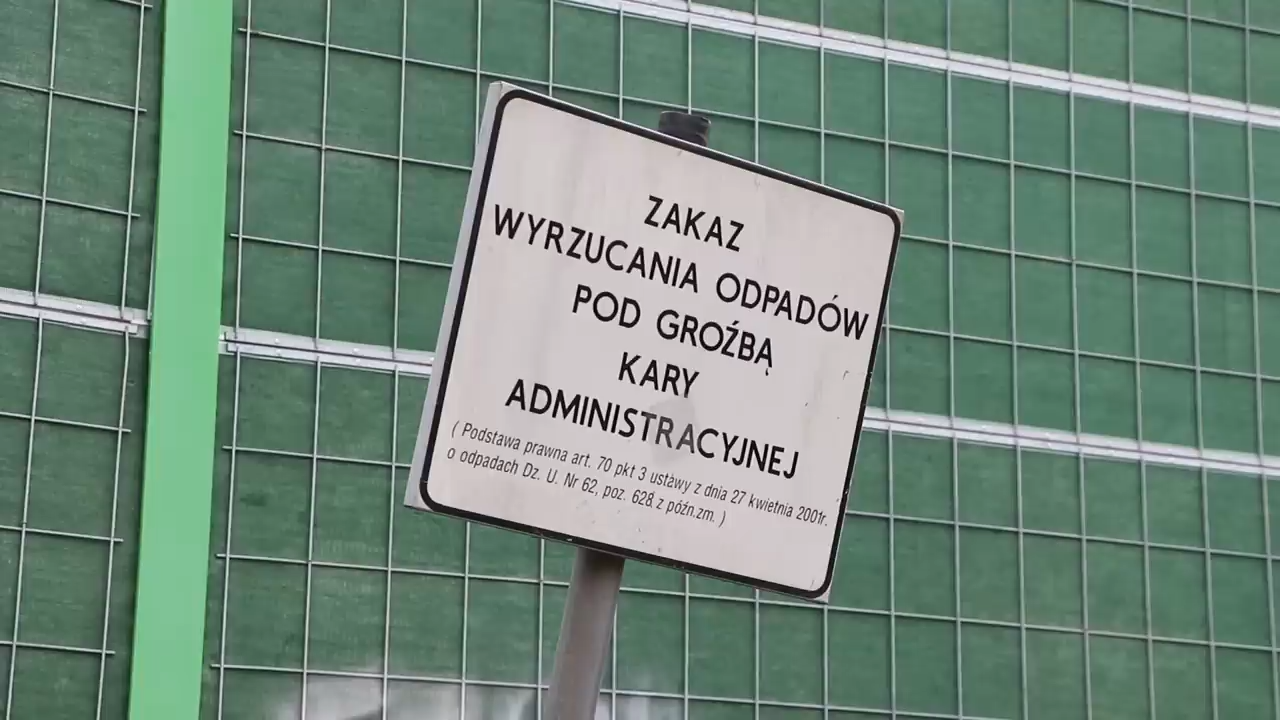 ZAKAZ
WYRZUCANIA ODPADÓW
POD GROŹBĄ
KARY
ADMINISTRACYJNEJ
( Podstawa prawna art. 70 pkt 3 ustawy z dnia 27 kwietnia 2001r.
o odpadach Dz. U. Nr 62, poz. 628 z późn.zm. )